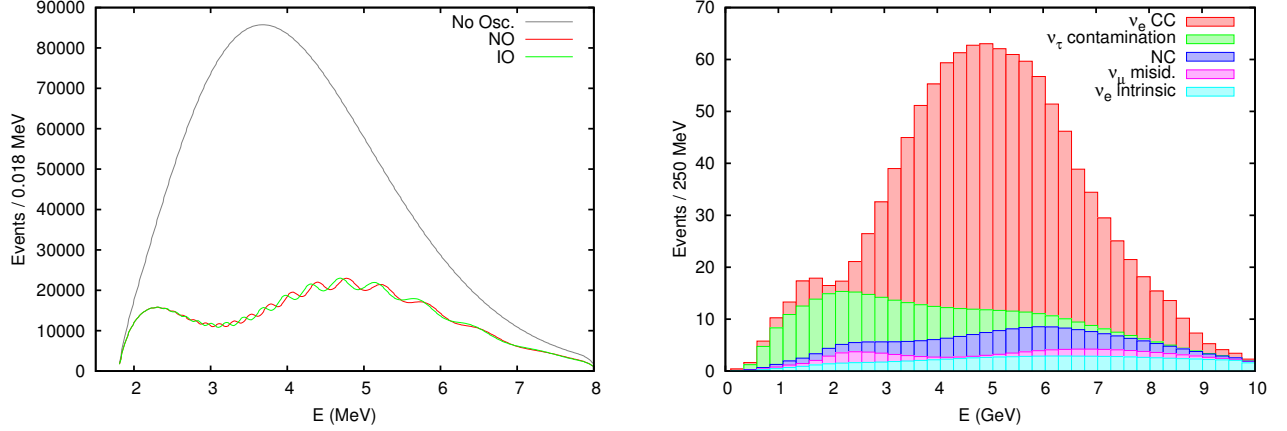 90000
80000
70000
60000
50000
40000
30000
20000
10000
0
Events / 0.018 MeV
2 3 4 5 6 7 8
E (MeV)
No Osc.
NO
IO
70
60
50
40
30
20
10
0
Events / 250 MeV
0 1 2 3 4 5 6 7 8 9 10
E (GeV)
νe CC
ντ contamination
NC
νμ misid.
νe intrinsic